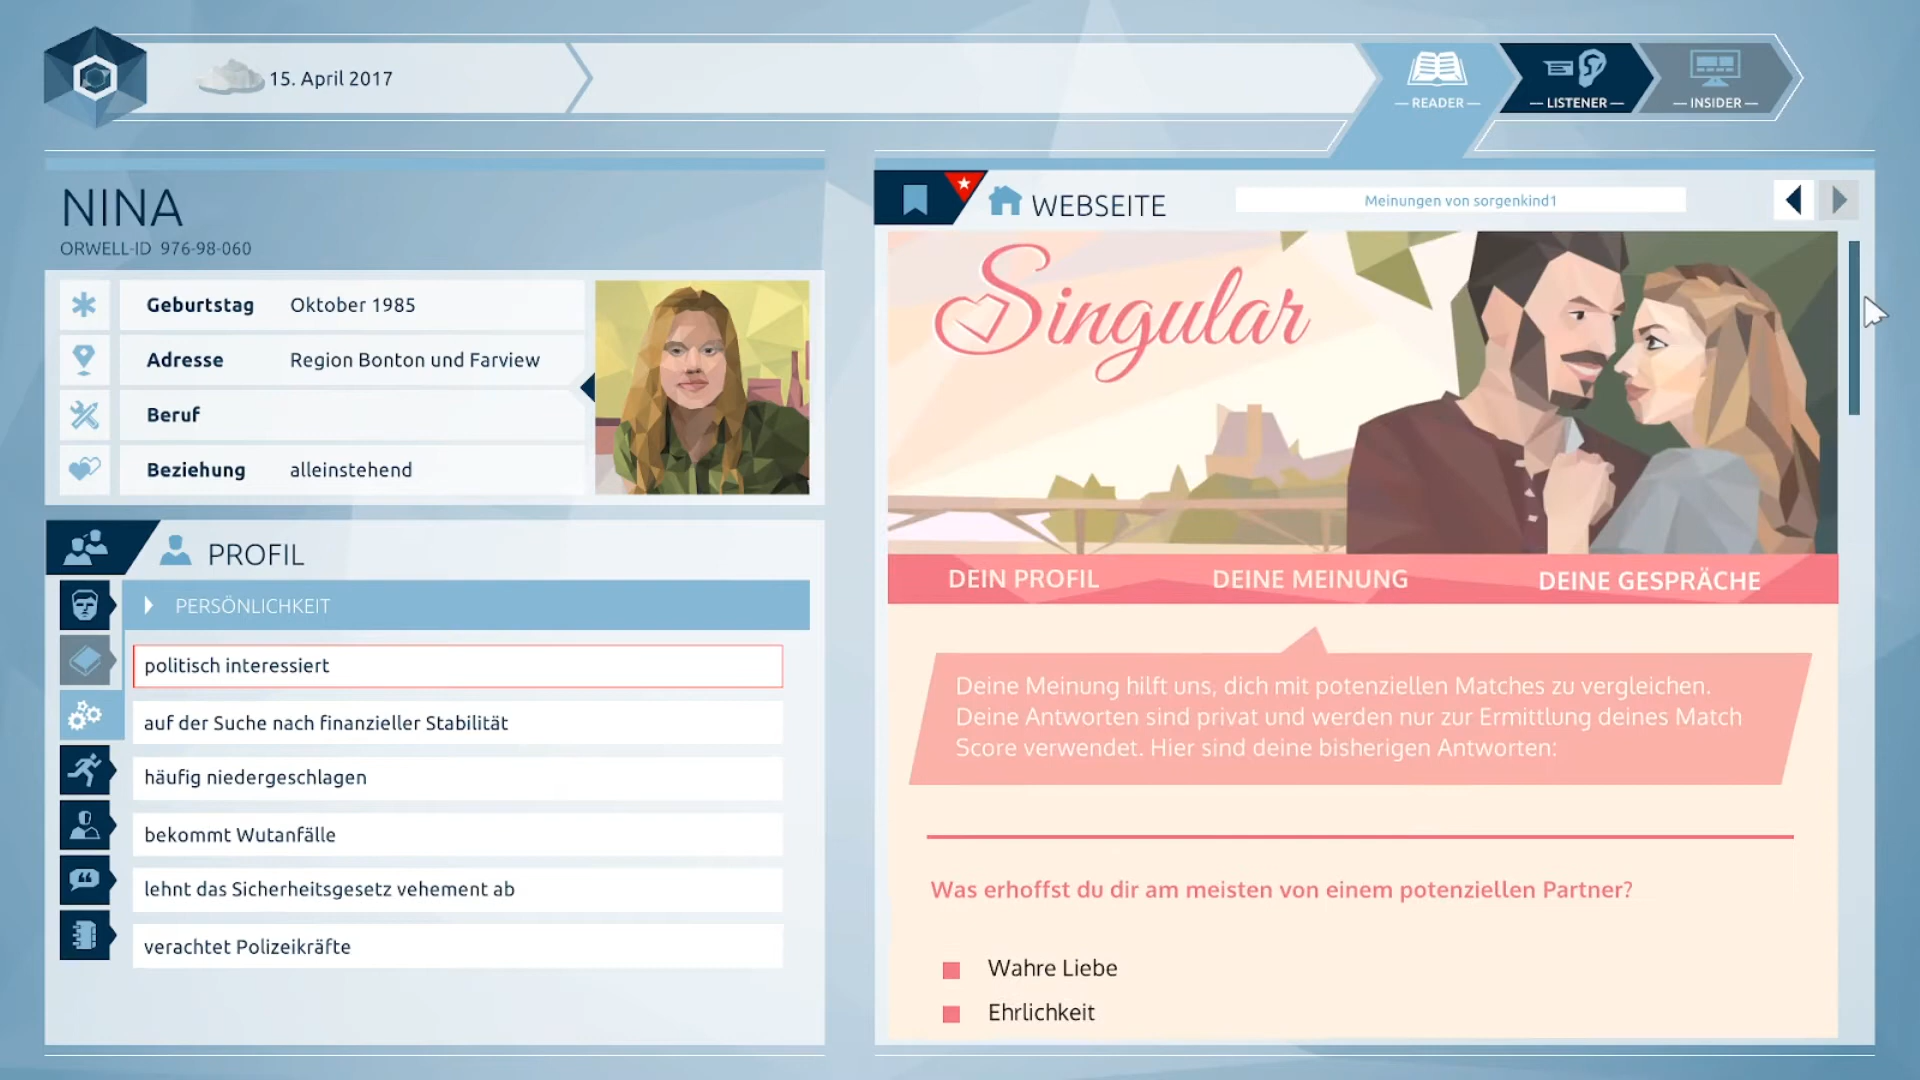 15. April 2017
READER
LISTENER
INSIDER
NINA
ORWELL-ID 976-98-060
Geburtstag Oktober 1985
Adresse Region Bonton und Farview
Beruf
Beziehung alleinstehend
PROFIL
PERSÖNLICHKEIT
politisch interessiert
auf der Suche nach finanzieller Stabilität
häufig niedergeschlagen
bekommt Wutanfälle
lehnt das Sicherheitsgesetz vehement ab
verachtet Polizeikräfte
WEBSEITE
Meinungen von sorgenkind1
Singular
DEIN PROFIL
DEINE MEINUNG
DEINE GESPRÄCHE
Deine Meinung hilft uns, dich mit potenziellen Matches zu vergleichen.
Deine Antworten sind privat und werden nur zur Ermittlung deines Match
Score verwendet. Hier sind deine bisherigen Antworten:
Was erhoffst du dir am meisten von einem potenziellen Partner?
Wahre Liebe
Ehrlichkeit